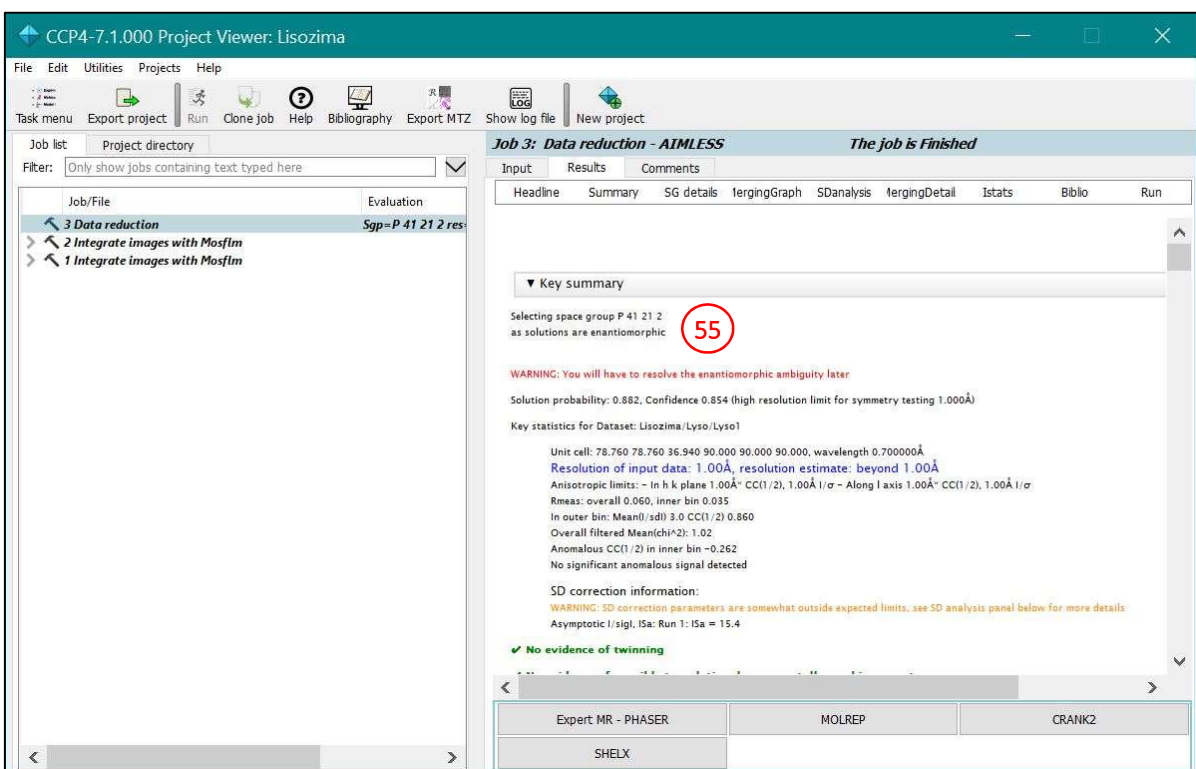 CCP4-7.1.000 Project Viewer: Lisozima
File Edit Utilities Projects Help
Task menu Export project Run Clone job Help Bibliography Export MTZ Show log file New project
Job list Project directory
Filter: Only show jobs containing text typed here
Job/File Evaluation
3 Data reduction Sgp=P 41 21 2 res=
2 Integrate images with Mosflm
1 Integrate images with Mosflm
Job 3: Data reduction - AIMLESS The job is Finished
Input Results Comments
Headline Summary SG details MergingGraph SDanalysis MergingDetail Istats Biblio Run
▼ Key summary
Selecting space group P 41 21 2
as solutions are enantiomorphic
55
WARNING: You will have to resolve the enantiomorphic ambiguity later
Solution probability: 0.882, Confidence 0.854 (high resolution limit for symmetry testing 1.000Å)
Key statistics for Dataset: Lisozima/Lyso/Lyso1
Unit cell: 78.760 78.760 36.940 90.000 90.000 90.000, wavelength 0.700000Å
Resolution of input data: 1.00Å, resolution estimate: beyond 1.00Å
Anisotropic limits: - In h k plane 1.00Å" CC(1/2), 1.00Å I/σ - Along l axis 1.00Å" CC(1/2), 1.00Å I/σ
Rmeas: overall 0.060, inner bin 0.035
In outer bin: Mean(I/sdI) 3.0 CC(1/2) 0.860
Overall filtered Mean(chi^2): 1.02
Anomalous CC(1/2) in inner bin -0.262
No significant anomalous signal detected
SD correction information:
WARNING: SD correction parameters are somewhat outside expected limits, see SD analysis panel below for more details
Asymptotic I/sigI, ISa: Run 1: ISa = 15.4
✔ No evidence of twinning
Expert MR - PHASER MOLREP CRANK2
SHELX